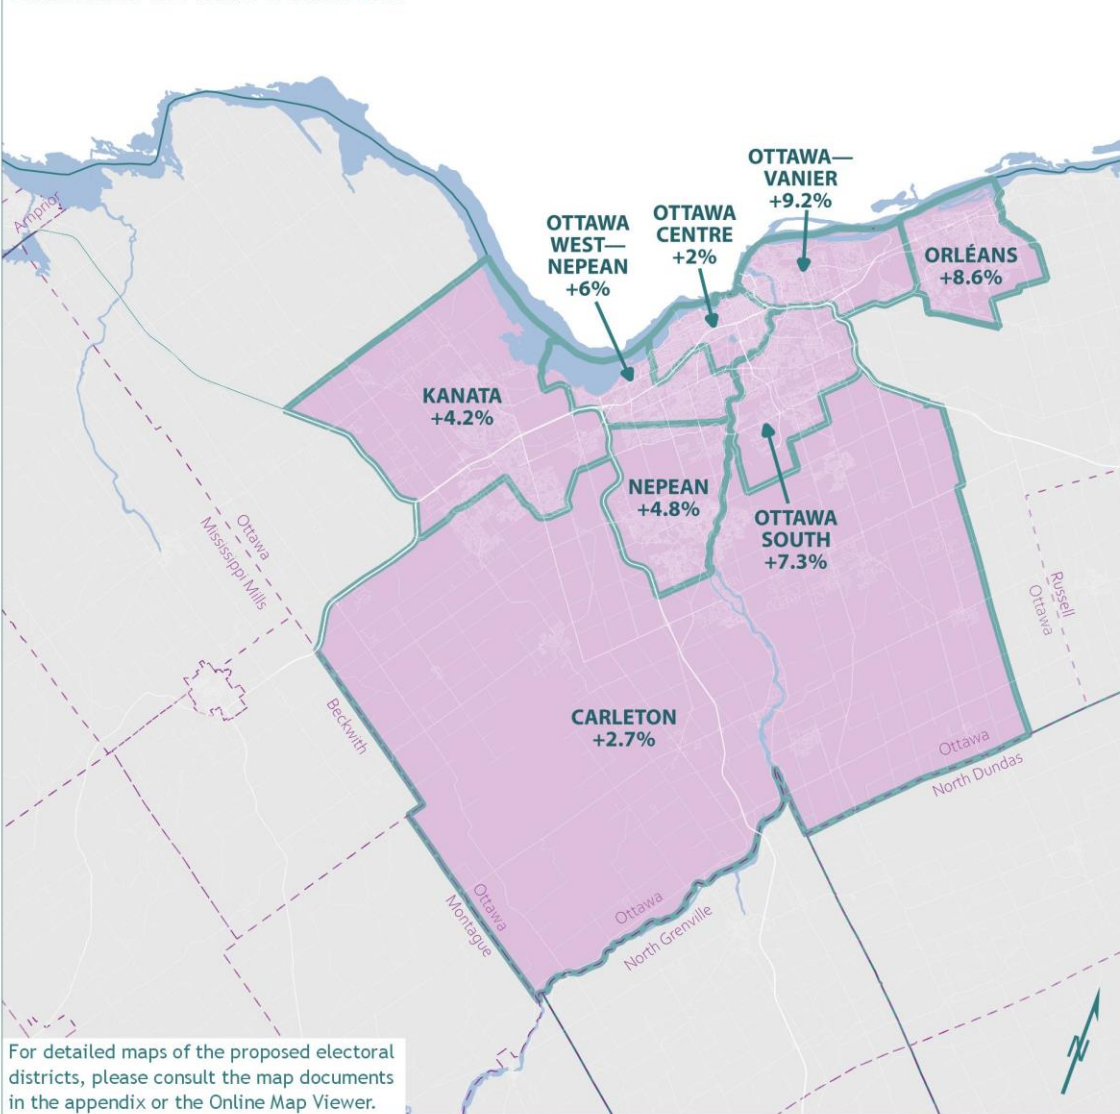 OTTAWA—
VANIER
+9.2%
OTTAWA
CENTRE
+2%
OTTAWA
WEST—
NEPEAN
+6%
ORLÉANS
+8.6%
Arnprior
KANATA
+4.2%
NEPEAN
+4.8%
OTTAWA
SOUTH
+7.3%
Ottawa
Mississippi Mills
Russell
Ottawa
CARLETON
+2.7%
Beckwith
Ottawa
North Dundas
Ottawa
Montague
Ottawa
North Grenville
N
For detailed maps of the proposed electoral
districts, please consult the map documents
in the appendix or the Online Map Viewer.